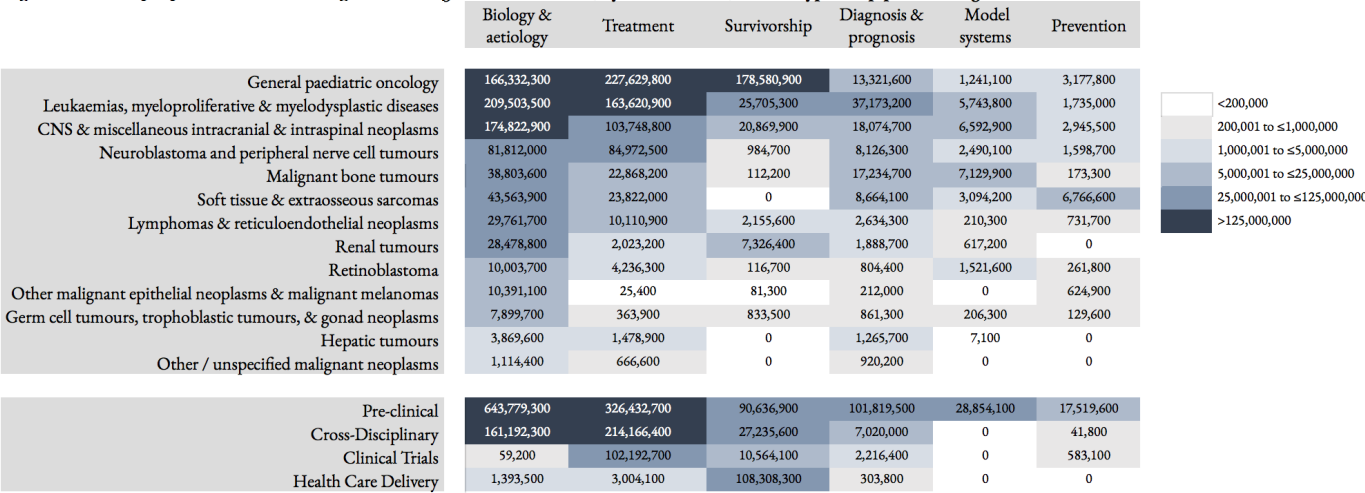 Biology & aetiology Treatment Survivorship Diagnosis & prognosis Model systems Prevention
General paediatric oncology 166,332,300 227,629,800 178,580,900 13,321,600 1,241,100 3,177,800
Leukaemias, myeloproliferative & myelodysplastic diseases 209,503,500 163,620,900 25,705,300 37,173,200 5,743,800 1,735,000
CNS & miscellaneous intracranial & intraspinal neoplasms 174,822,900 103,748,800 20,869,900 18,074,700 6,592,900 2,945,500
Neuroblastoma and peripheral nerve cell tumours 81,812,000 84,972,500 984,700 8,126,300 2,490,100 1,598,700
Malignant bone tumours 38,803,600 22,868,200 112,200 17,234,700 7,129,900 173,300
Soft tissue & extraosseous sarcomas 43,563,900 23,822,000 0 8,664,100 3,094,200 6,766,600
Lymphomas & reticuloendothelial neoplasms 29,761,700 10,110,900 2,155,600 2,634,300 210,300 731,700
Renal tumours 28,478,800 2,023,200 7,326,400 1,888,700 617,200 0
Retinoblastoma 10,003,700 4,236,300 116,700 804,400 1,521,600 261,800
Other malignant epithelial neoplasms & malignant melanomas 10,391,100 25,400 81,300 212,000 0 624,900
Germ cell tumours, trophoblastic tumours, & gonad neoplasms 7,899,700 363,900 833,500 861,300 206,300 129,600
Hepatic tumours 3,869,600 1,478,900 0 1,265,700 7,100 0
Other / unspecified malignant neoplasms 1,114,400 666,600 0 920,200 0 0
Pre-clinical 643,779,300 326,432,700 90,636,900 101,819,500 28,854,100 17,519,600
Cross-Disciplinary 161,192,300 214,166,400 27,235,600 7,020,000 0 41,800
Clinical Trials 59,200 102,192,700 10,564,100 2,216,400 0 583,100
Health Care Delivery 1,393,500 3,004,100 108,308,300 303,800 0 0
<200,000
200,001 to ≤1,000,000
1,000,001 to ≤5,000,000
5,000,001 to ≤25,000,000
25,000,001 to ≤125,000,000
>125,000,000